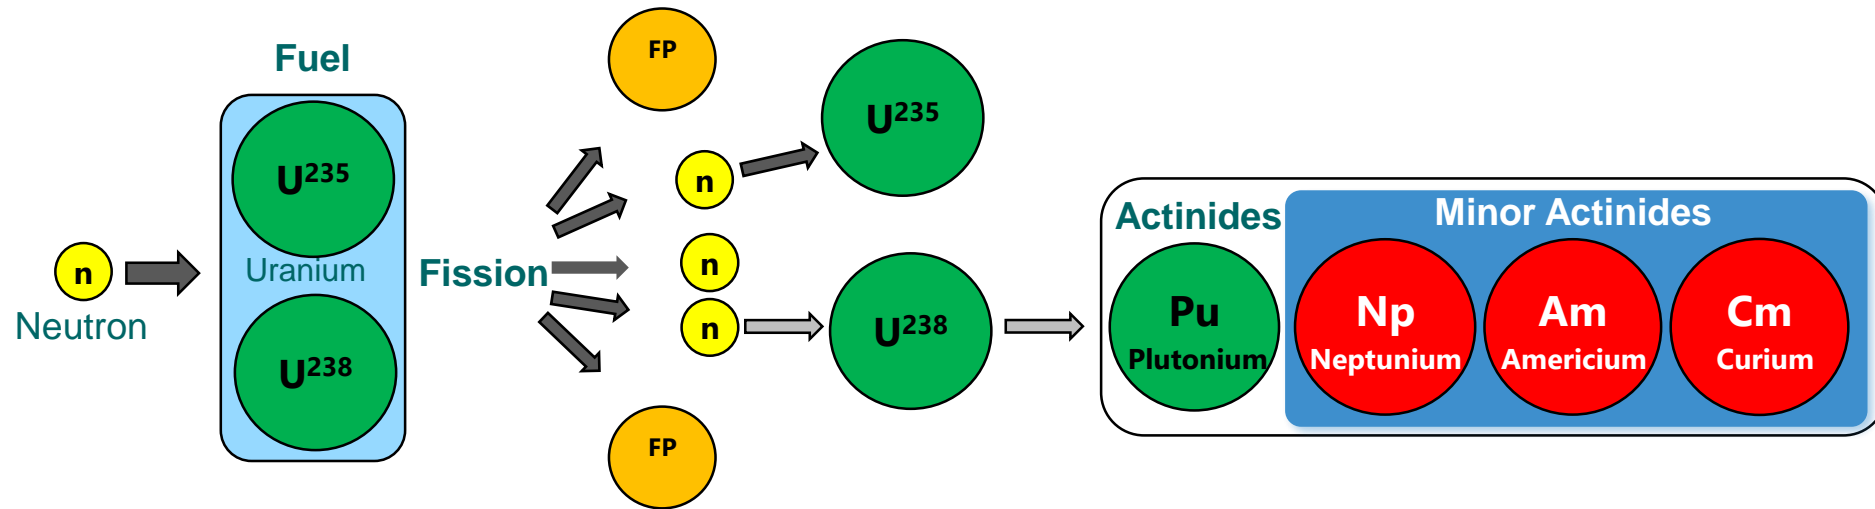 n
Neutron
Fuel
U²³⁵
Uranium
U²³⁸
Fission
FP
n
n
n
FP
U²³⁵
U²³⁸
Actinides
Minor Actinides
Pu
Plutonium
Np
Neptunium
Am
Americium
Cm
Curium